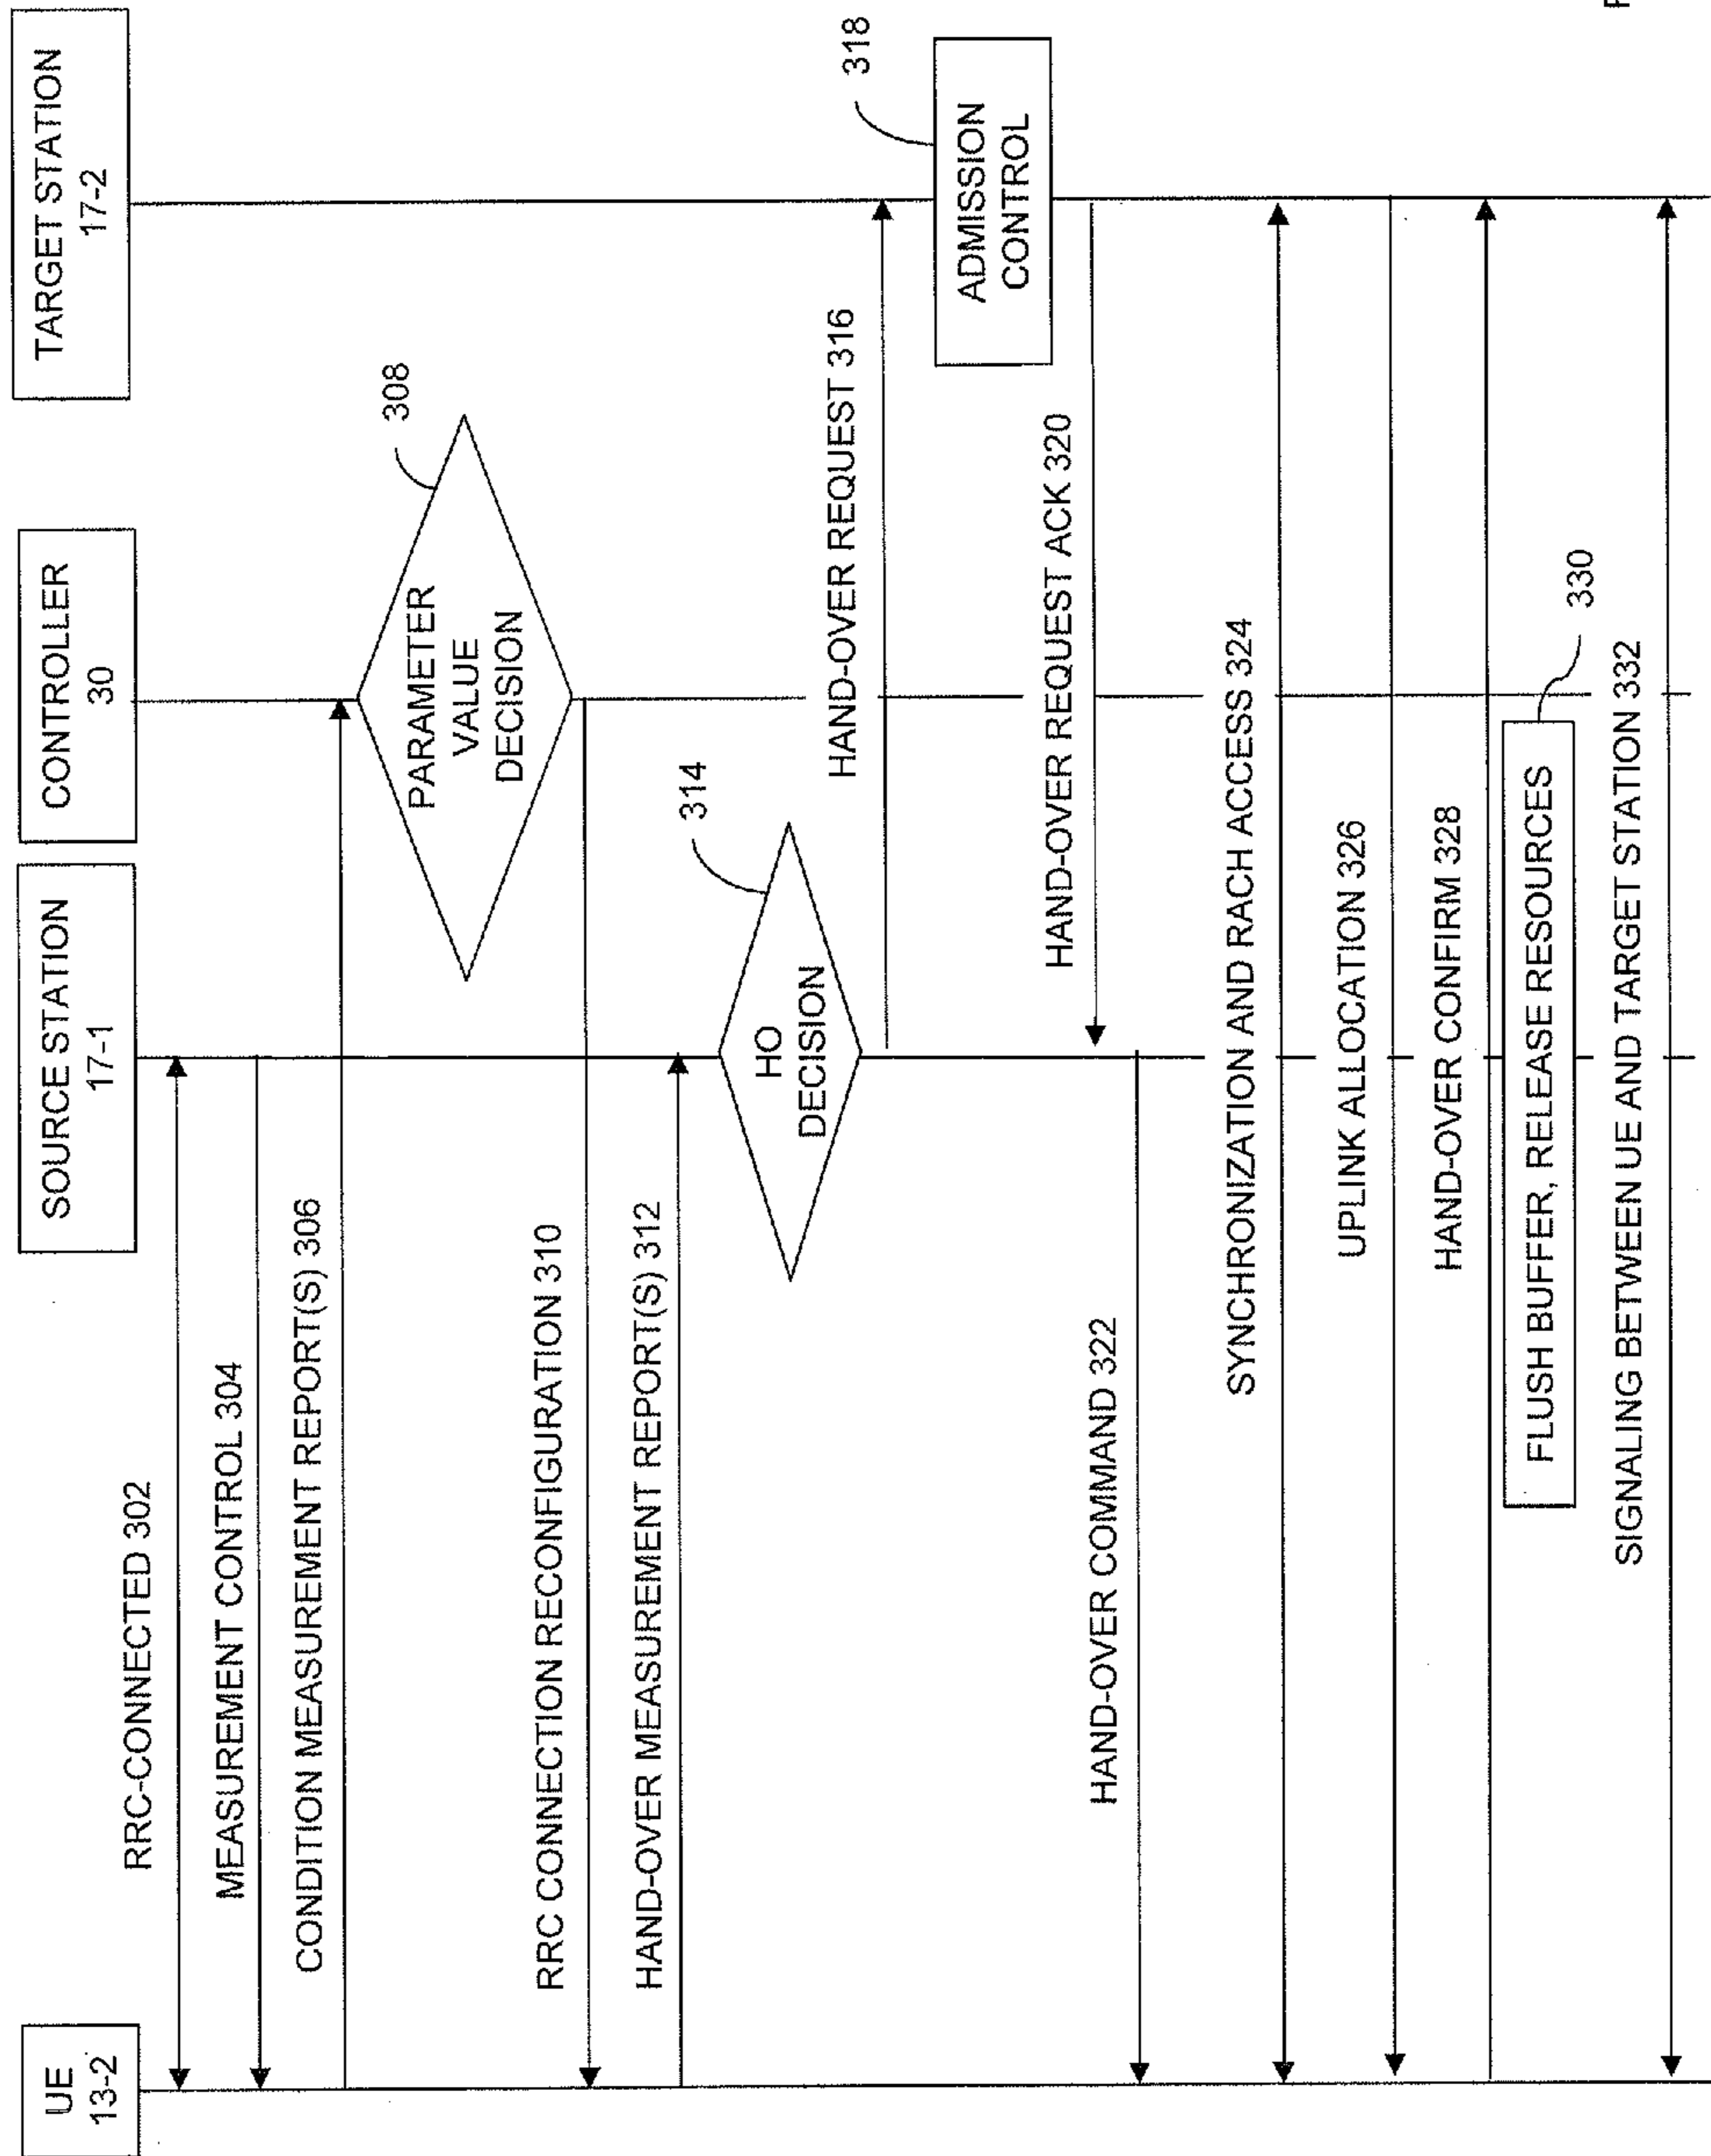 UE
13-2
SOURCE STATION
17-1
CONTROLLER
30
TARGET STATION
17-2
RRC-CONNECTED 302
MEASUREMENT CONTROL 304
CONDITION MEASUREMENT REPORT(S) 306
308
PARAMETER
VALUE
DECISION
RRC CONNECTION RECONFIGURATION 310
HAND-OVER MEASUREMENT REPORT(S) 312
314
HO
DECISION
HAND-OVER REQUEST 316
318
ADMISSION
CONTROL
HAND-OVER REQUEST ACK 320
HAND-OVER COMMAND 322
SYNCHRONIZATION AND RACH ACCESS 324
UPLINK ALLOCATION 326
HAND-OVER CONFIRM 328
330
FLUSH BUFFER, RELEASE RESOURCES
SIGNALING BETWEEN UE AND TARGET STATION 332